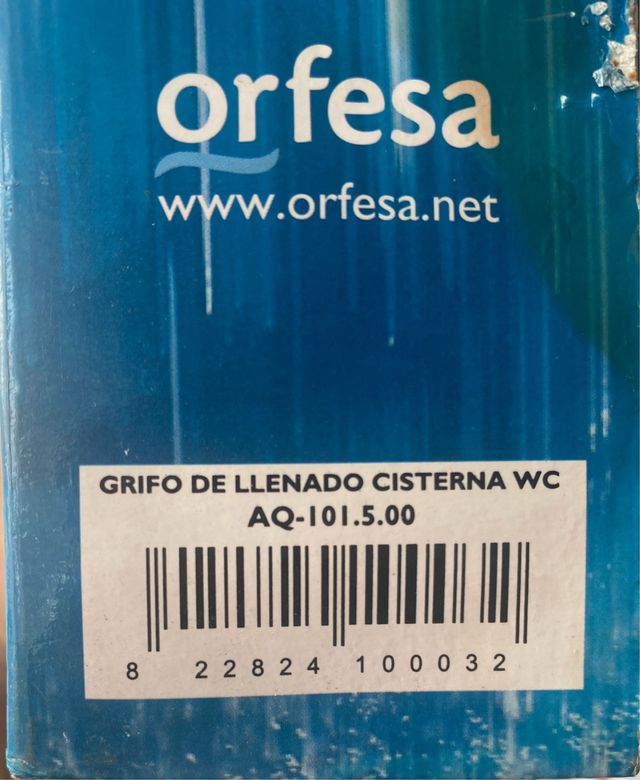 orfesa
www.orfesa.net
GRIFO DE LLENADO CISTERNA WC
AQ-101.5.00
8 22824 100032